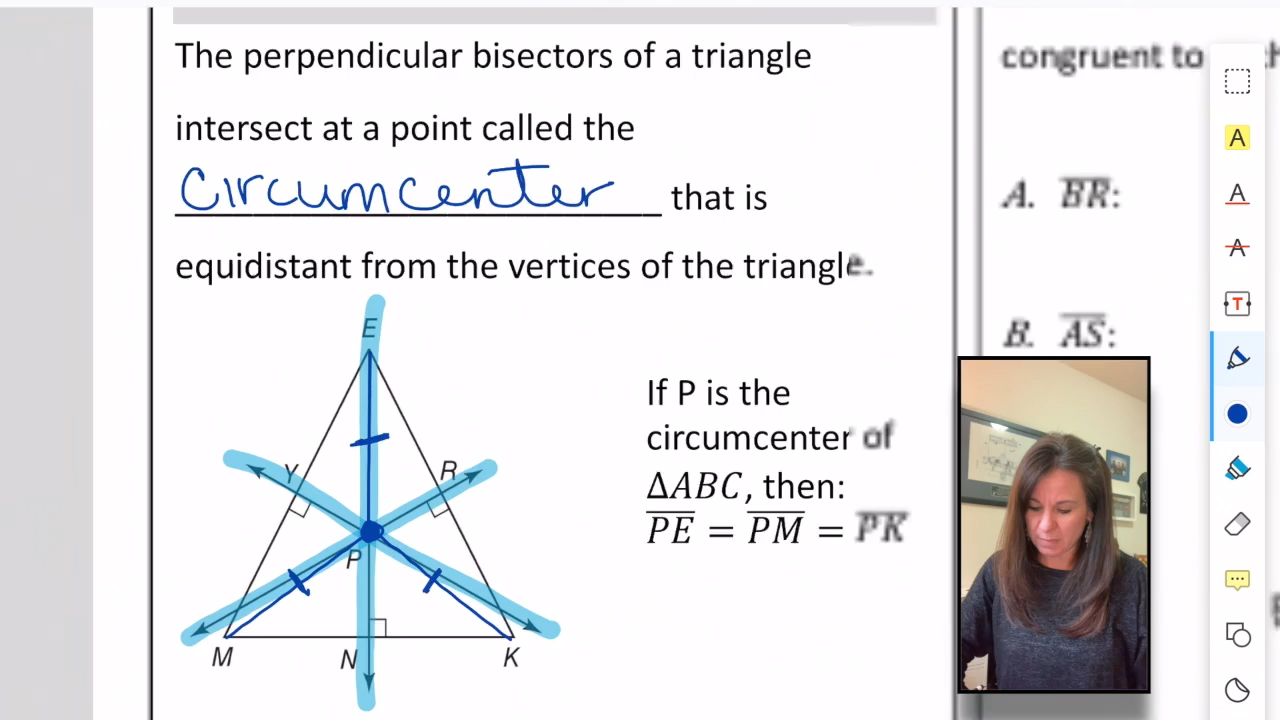 The perpendicular bisectors of a triangle
intersect at a point called the
Circumcenter that is
equidistant from the vertices of the triangle.
E
Y
R
P
M
N
K
If P is the
circumcenter of
ΔABC, then:
PE = PM = PK
congruent to
A. BR:
B. AS:
A
A
A
T